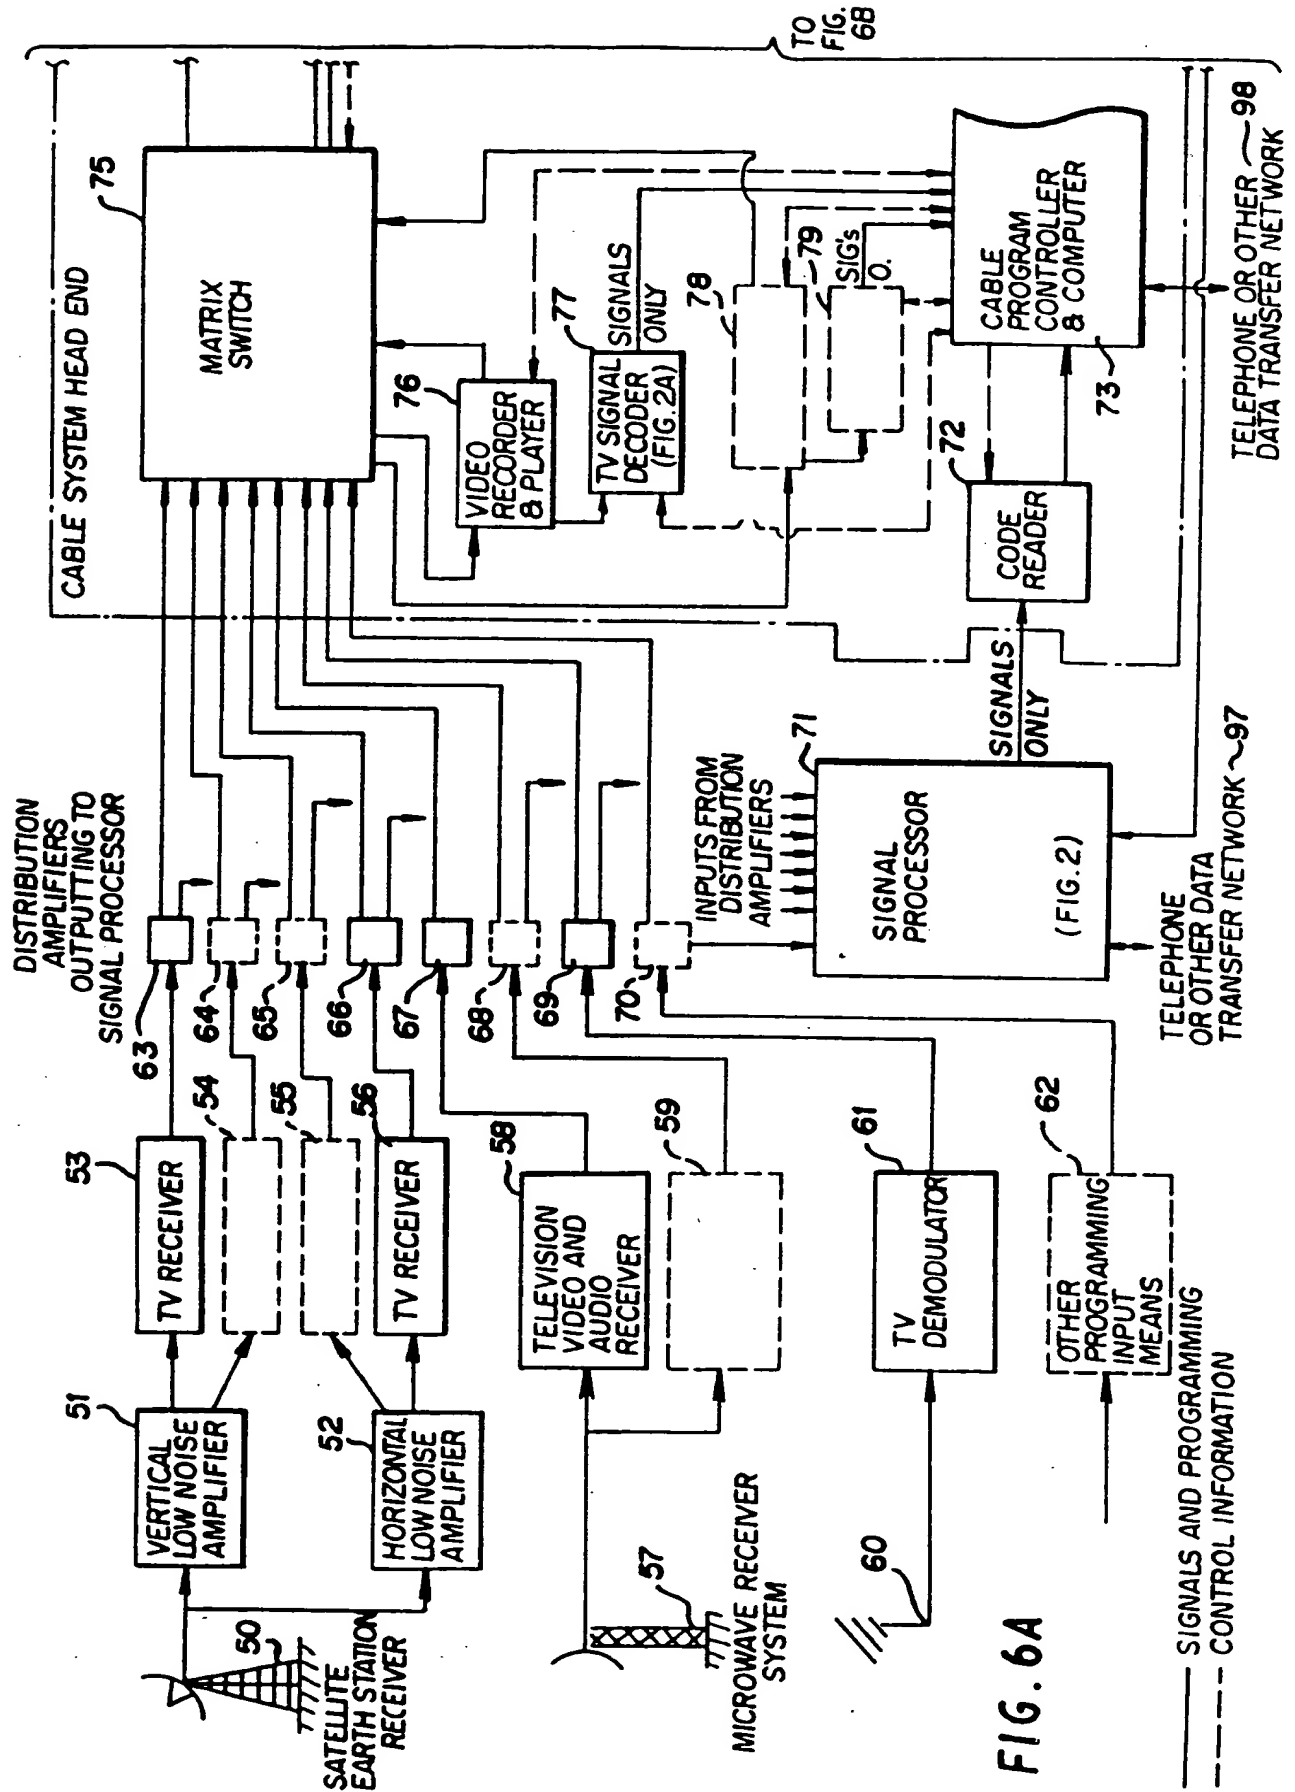 CABLE SYSTEM HEAD END
TO
FIG.
6B
75
MATRIX
SWITCH
76
VIDEO
RECORDER
& PLAYER
77
TV SIGNAL
DECODER
(FIG. 2A)
SIGNALS
ONLY
78
79
SIG's
O.
CABLE
PROGRAM
CONTROLLER
& COMPUTER
73
72
CODE
READER
SIGNALS
ONLY
TELEPHONE OR OTHER
DATA TRANSFER NETWORK
98
DISTRIBUTION
AMPLIFIERS
OUTPUTTING TO
SIGNAL PROCESSOR
63
64
65
66
67
68
69
70
INPUTS FROM
DISTRIBUTION
AMPLIFIERS
71
SIGNAL
PROCESSOR
(FIG. 2)
TELEPHONE
OR OTHER DATA
TRANSFER NETWORK
97
53
TV RECEIVER
54
55
56
TV RECEIVER
58
TELEVISION
VIDEO AND
AUDIO
RECEIVER
59
61
TV
DEMODULATOR
62
OTHER
PROGRAMMING
INPUT
MEANS
51
VERTICAL
LOW NOISE
AMPLIFIER
52
HORIZONTAL
LOW NOISE
AMPLIFIER
50
SATELLITE
EARTH STATION
RECEIVER
57
MICROWAVE RECEIVER
SYSTEM
60
FIG. 6A
SIGNALS AND PROGRAMMING
CONTROL INFORMATION